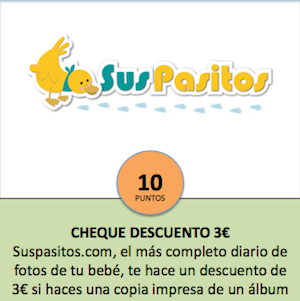 SusPasitos
10
PUNTOS
CHEQUE DESCUENTO 3€
Suspasitos.com, el más completo diario de
fotos de tu bebé, te hace un descuento de
3€ si haces una copia impresa de un álbum